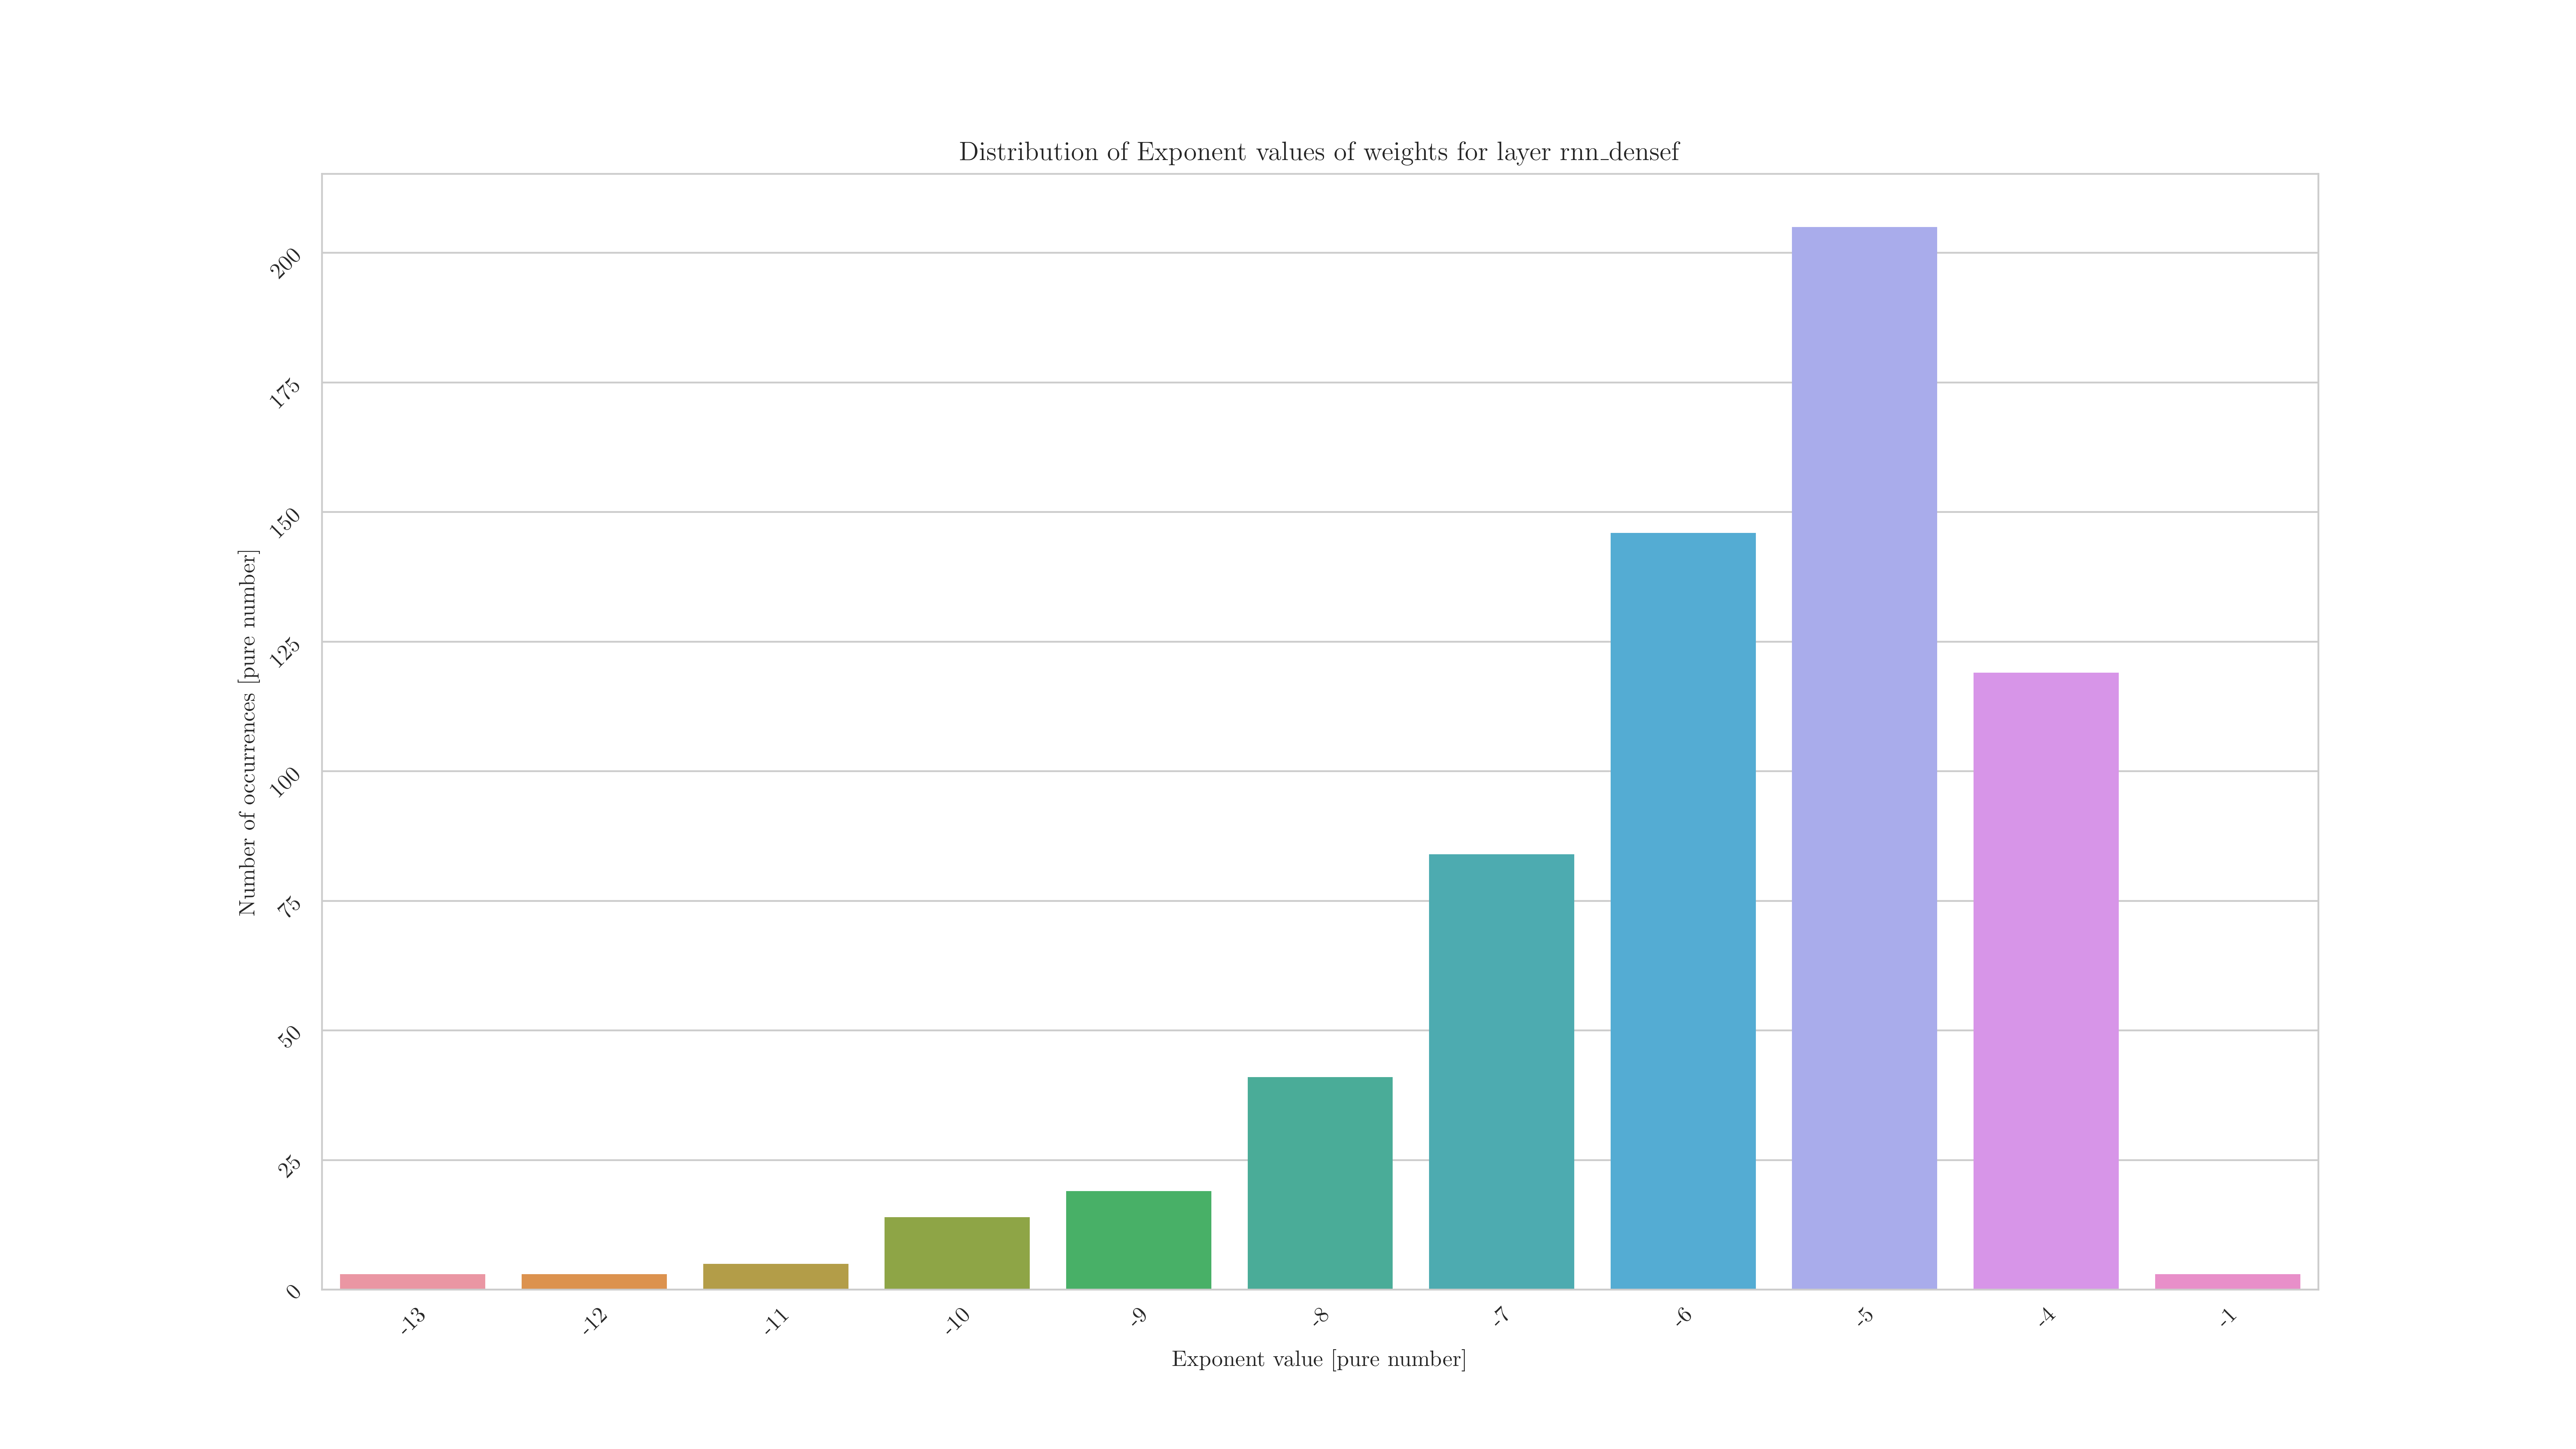 Distribution of Exponent values of weights for layer rnn_densef
Number of occurrences [pure number]
200
175
150
125
100
75
50
25
0
-13 -12 -11 -10 -9 -8 -7 -6 -5 -4 -1
Exponent value [pure number]